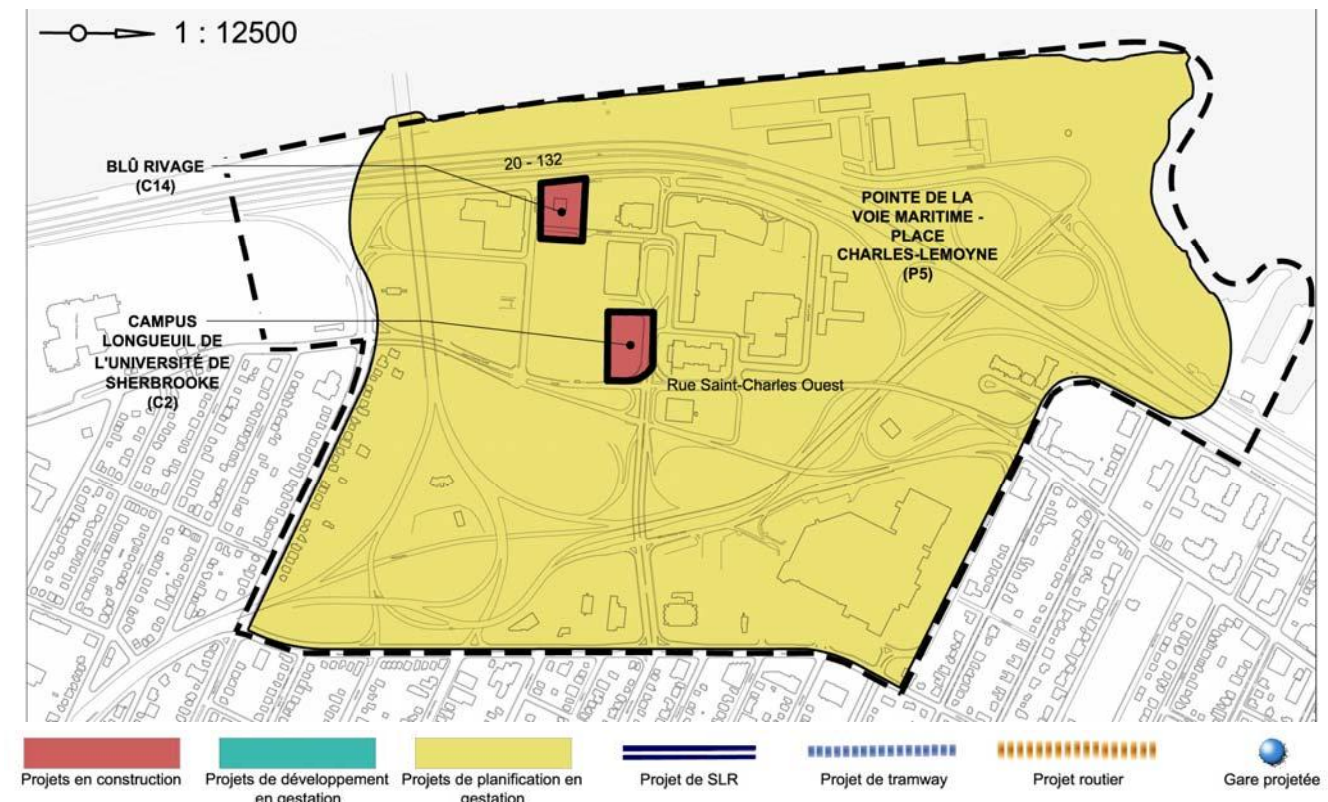 1 : 12500
20 - 132
BLÛ RIVAGE
(C14)
POINTE DE LA
VOIE MARITIME -
PLACE
CHARLES-LEMOYNE
(P5)
CAMPUS
LONGUEUIL DE
L'UNIVERSITÉ DE
SHERBROOKE
(C2)
Rue Saint-Charles Ouest
Projets en construction
Projets de développement
en gestation
Projets de planification en
gestation
Projet de SLR
Projet de tramway
Projet routier
Gare projetée